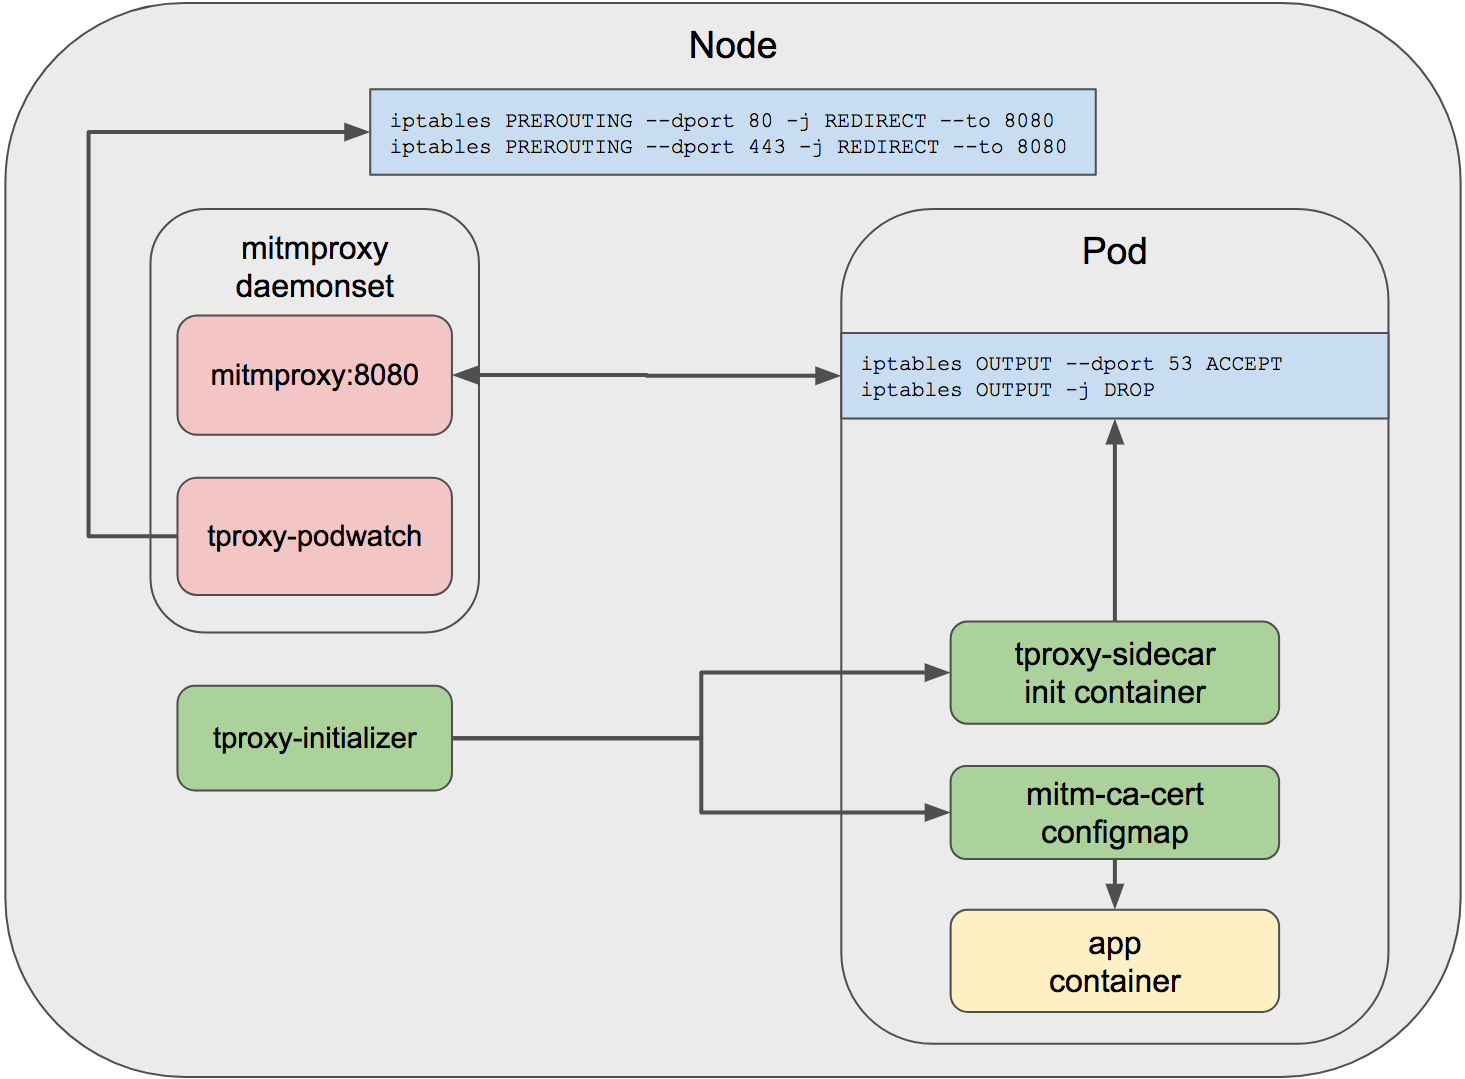 Node
iptables PREROUTING --dport 80 -j REDIRECT --to 8080
iptables PREROUTING --dport 443 -j REDIRECT --to 8080
mitmproxy
daemonset
mitmproxy:8080
tproxy-podwatch
tproxy-initializer
Pod
iptables OUTPUT --dport 53 ACCEPT
iptables OUTPUT -j DROP
tproxy-sidecar
init container
mitm-ca-cert
configmap
app
container